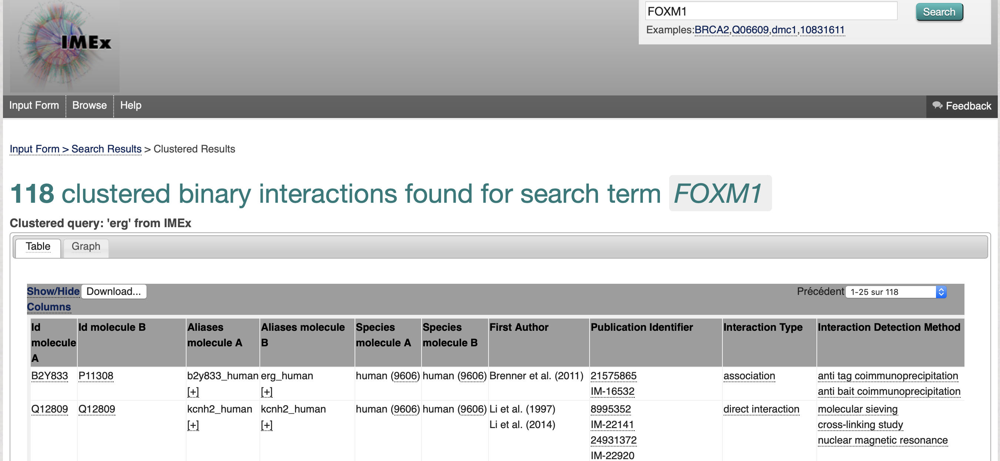 IMEx
FOXM1
Search
Examples:BRCA2,Q06609,dmc1,10831611
Input Form
Browse
Help
Feedback
Input Form > Search Results > Clustered Results
118 clustered binary interactions found for search term FOXM1
Clustered query: 'erg' from IMEx
Table
Graph
Show/Hide Columns
Download...
Précédent
1-25 sur 118
Id molecule A
Id molecule B
Aliases molecule A
Aliases molecule B
Species molecule A
Species molecule B
First Author
Publication Identifier
Interaction Type
Interaction Detection Method
B2Y833
P11308
b2y833_human
[+]
erg_human
[+]
human (9606)
human (9606)
Brenner et al. (2011)
21575865
IM-16532
association
anti tag coimmunoprecipitation
anti bait coimmunoprecipitation
Q12809
Q12809
kcnh2_human
[+]
kcnh2_human
[+]
human (9606)
human (9606)
Li et al. (1997)
Li et al. (2014)
8995352
IM-22141
24931372
IM-22920
direct interaction
molecular sieving
cross-linking study
nuclear magnetic resonance